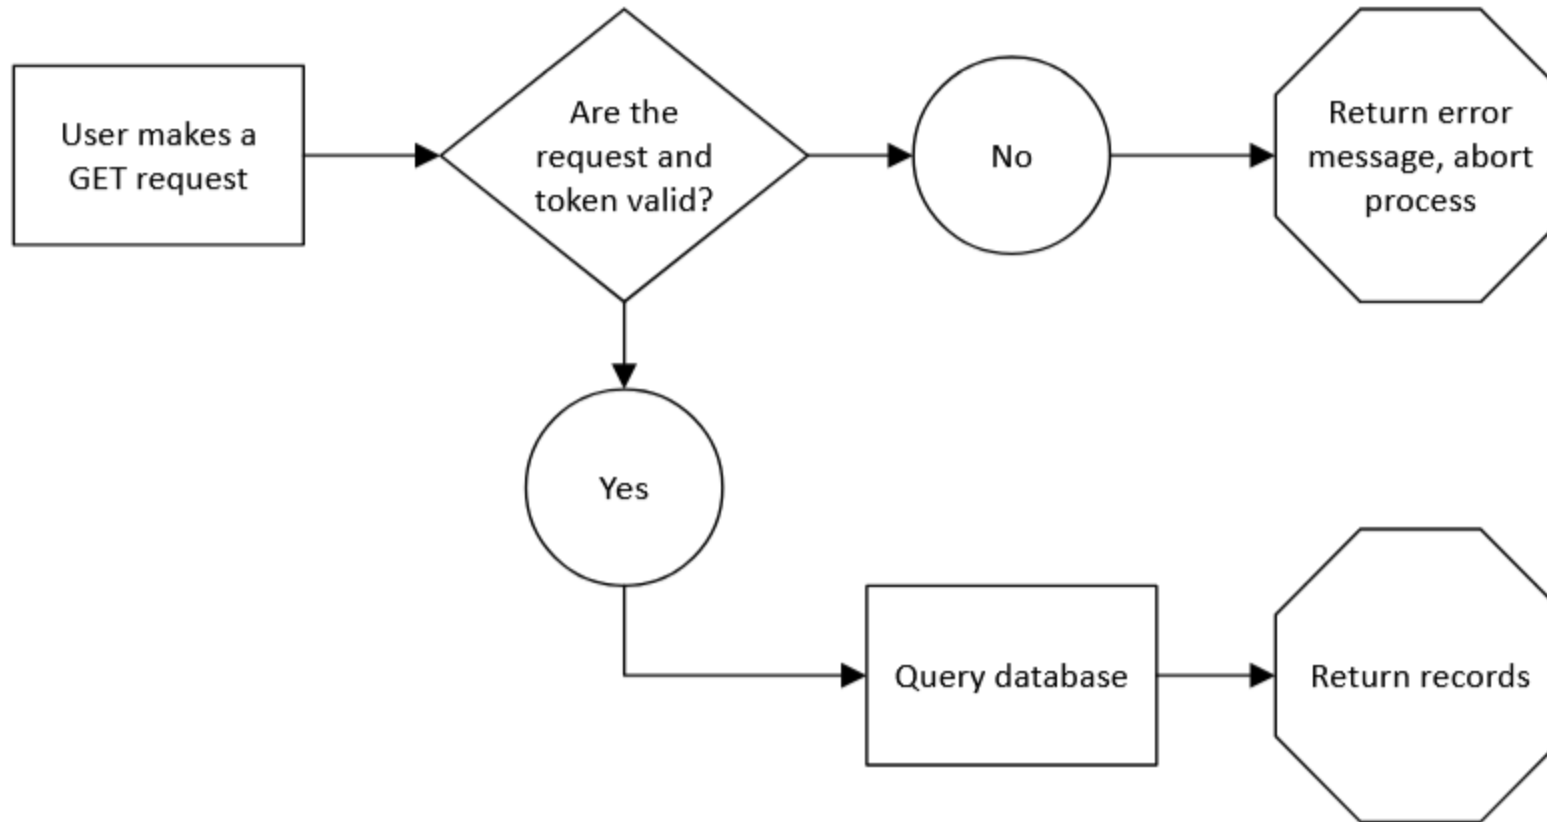 User makes a
GET request
Are the
request and
token valid?
No
Return error
message, abort
process
Yes
Query database
Return records